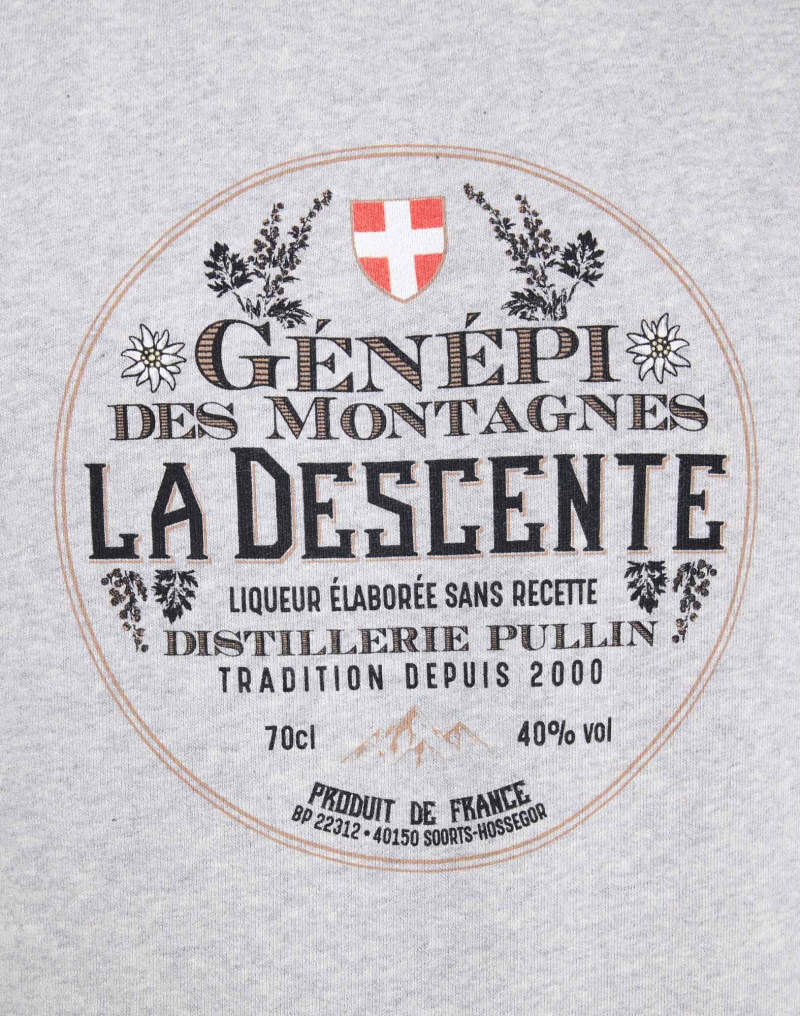 GÉNÉPI
DES MONTAGNES
LA DESCENTE
LIQUEUR ÉLABORÉE SANS RECETTE
DISTILLERIE PULLIN
TRADITION DEPUIS 2000
70cl 40% vol
PRODUIT DE FRANCE
BP 22312 • 40150 SOORTS-HOSSEGOR